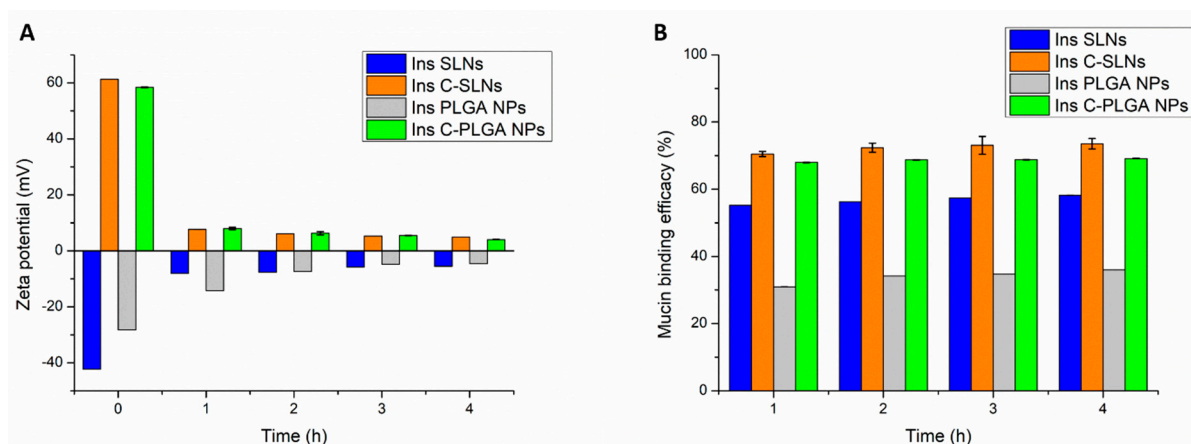 A
Ins SLNs
Ins C-SLNs
Ins PLGA NPs
Ins C-PLGA NPs
Zeta potential (mV)
60
40
20
0
-20
-40
0 1 2 3 4
Time (h)
B
Ins SLNs
Ins C-SLNs
Ins PLGA NPs
Ins C-PLGA NPs
Mucin binding efficacy (%)
100
80
60
40
20
0
1 2 3 4
Time (h)